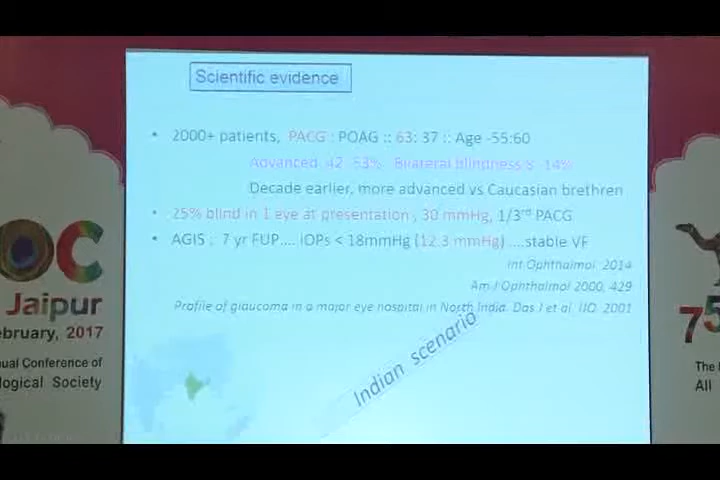 Scientific evidence
• 2000+ patients, PACG : POAG :: 63: 37 :: Age -55:60
Advanced 42 -53% Bilateral blindness 8 -14%
Decade earlier, more advanced vs Caucasian brethren
• 25% blind in 1 eye at presentation , 30 mmHg, 1/3rd PACG
• AGIS : 7 yr FUP.... IOPs < 18mmHg (12.3 mmHg) ....stable VF
Int Ophthalmol. 2014
Am J Ophthalmol 2000, 429
Profile of glaucoma in a major eye hospital in North India. Das J et al. IJO. 2001
Indian scenario
OC
Jaipur
ebruary, 2017
nual Conference of
logical Society
75
The
All